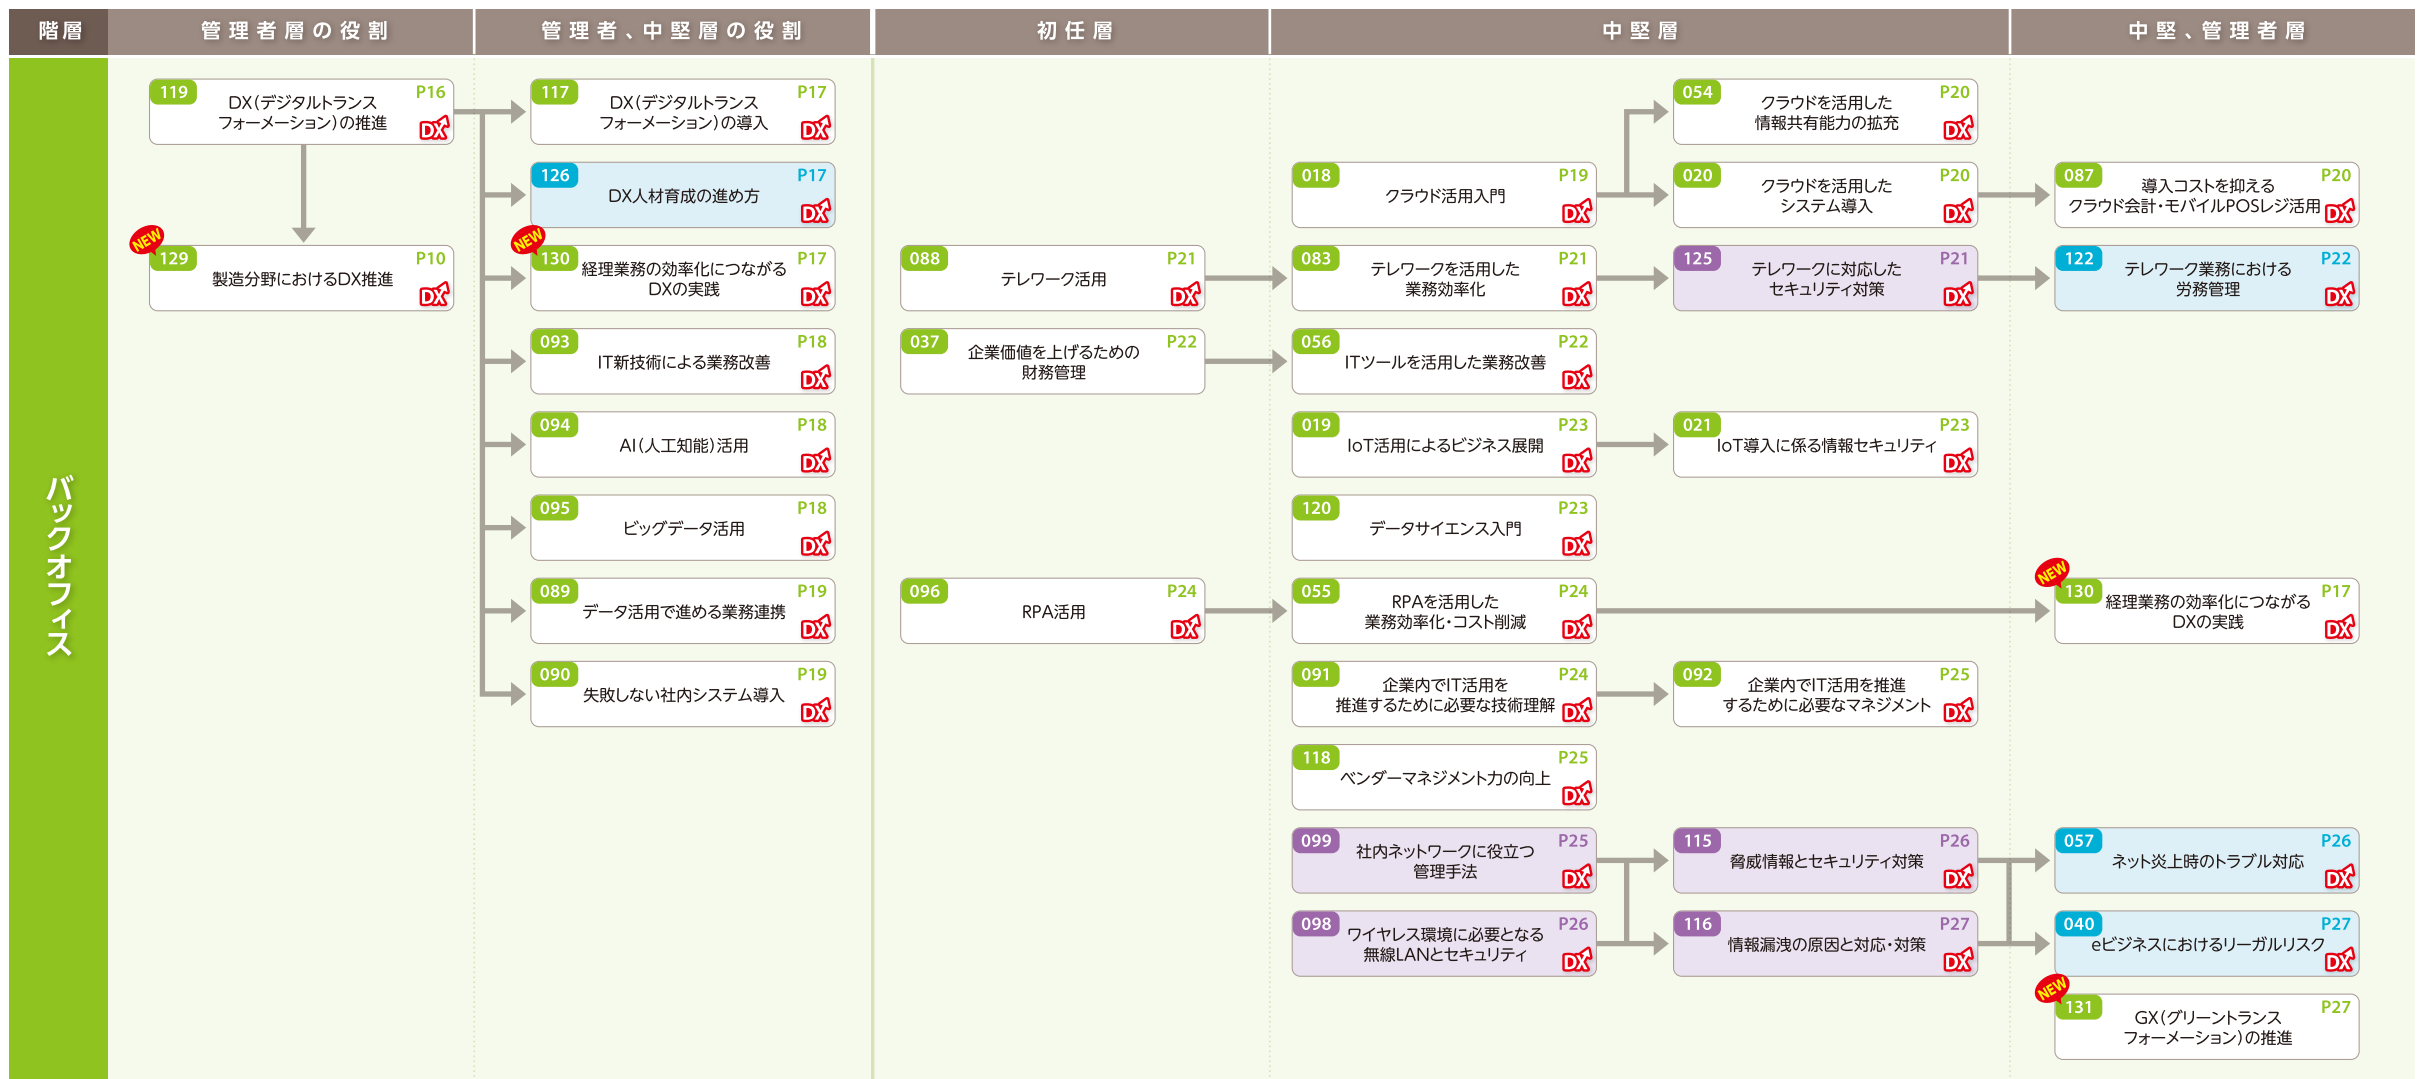 階層
管理者層の役割
管理者、中堅層の役割
初任層
中堅層
中堅、管理者層
バックオフィス
119
P16
DX(デジタルトランス
フォーメーション)の推進
DX
NEW
129
P10
製造分野におけるDX推進
DX
117
P17
DX(デジタルトランス
フォーメーション)の導入
DX
126
P17
DX人材育成の進め方
DX
NEW
130
P17
経理業務の効率化につながる
DXの実践
DX
093
P18
IT新技術による業務改善
DX
094
P18
AI(人工知能)活用
DX
095
P18
ビッグデータ活用
DX
089
P19
データ活用で進める業務連携
DX
090
P19
失敗しない社内システム導入
DX
088
P21
テレワーク活用
DX
037
P22
企業価値を上げるための
財務管理
096
P24
RPA活用
DX
018
P19
クラウド活用入門
DX
083
P21
テレワークを活用した
業務効率化
DX
056
P22
ITツールを活用した業務改善
DX
019
P23
IoT活用によるビジネス展開
DX
120
P23
データサイエンス入門
DX
055
P24
RPAを活用した
業務効率化・コスト削減
DX
091
P24
企業内でIT活用を
推進するために必要な技術理解
DX
118
P25
ベンダーマネジメント力の向上
DX
099
P25
社内ネットワークに役立つ
管理手法
DX
098
P26
ワイヤレス環境に必要となる
無線LANとセキュリティ
DX
054
P20
クラウドを活用した
情報共有能力の拡充
DX
020
P20
クラウドを活用した
システム導入
DX
125
P21
テレワークに対応した
セキュリティ対策
DX
021
P23
IoT導入に係る情報セキュリティ
DX
092
P25
企業内でIT活用を推進
するために必要なマネジメント
DX
115
P26
脅威情報とセキュリティ対策
DX
116
P27
情報漏洩の原因と対応・対策
DX
087
P20
導入コストを抑える
クラウド会計・モバイルPOSレジ活用
DX
122
P22
テレワーク業務における
労務管理
DX
NEW
130
P17
経理業務の効率化につながる
DXの実践
DX
057
P26
ネット炎上時のトラブル対応
DX
040
P27
eビジネスにおけるリーガルリスク
DX
NEW
131
P27
GX(グリーントランス
フォーメーション)の推進